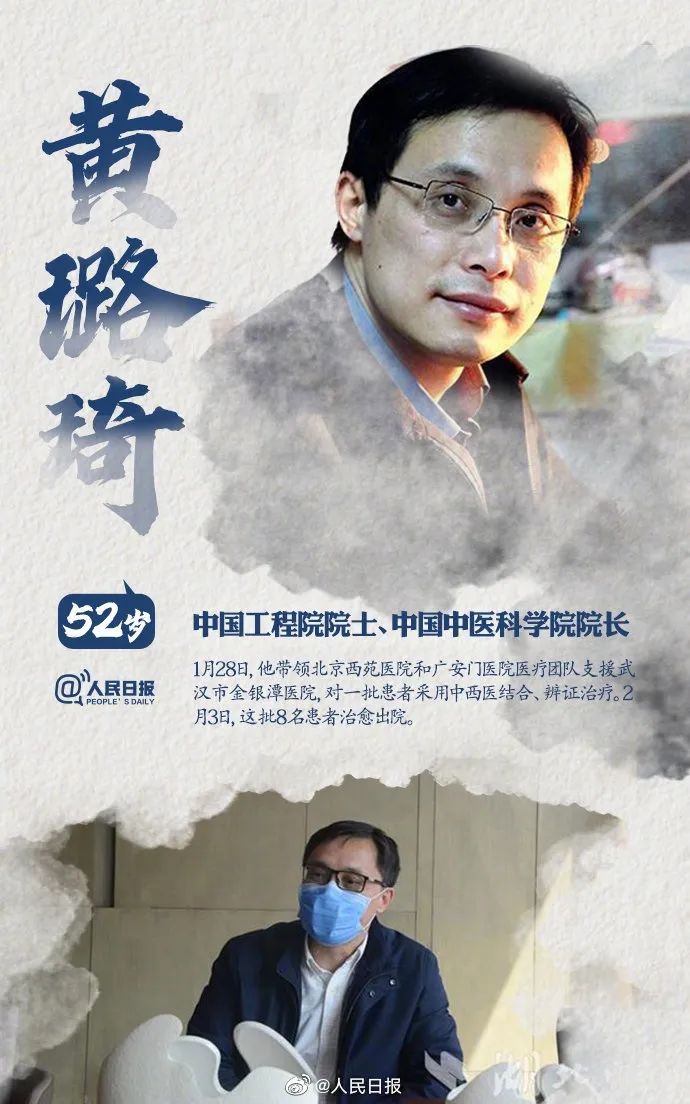 黄璐琦
52岁
中国工程院院士、中国中医科学院院长
@人民日报
PEOPLE'S DAILY
1月28日,他带领北京西苑医院和广安门医院医疗团队支援武
汉市金银潭医院,对一批患者采用中西医结合、辨证治疗。2
月3日,这批8名患者治愈出院。
@人民日报